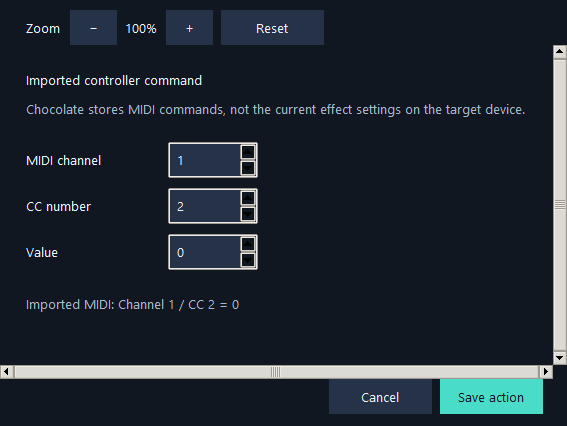 Zoom − 100% + Reset
Imported controller command
Chocolate stores MIDI commands, not the current effect settings on the target device.
MIDI channel 1
CC number 2
Value 0
Imported MIDI: Channel 1 / CC 2 = 0
Cancel Save action